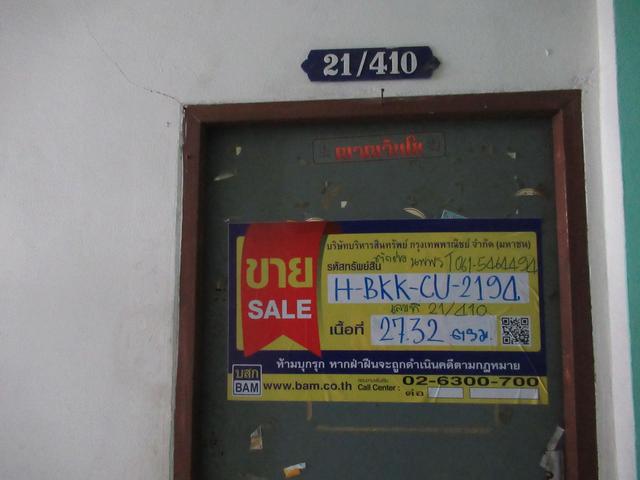 21/410
ขาย
SALE
บริษัทบริหารสินทรัพย์ กรุงเทพพาณิชย์ จำกัด (มหาชน)
รหัสทรัพย์สิน
H-BKK-CU-2194
เลขที่ 21/410
เนื้อที่ 27.32 ตรม.
ห้ามบุกรุก หากฝ่าฝืนจะถูกดำเนินคดีตามกฎหมาย
บสก
BAM
www.bam.co.th
Call Center : 02-6300-700
ต่อ